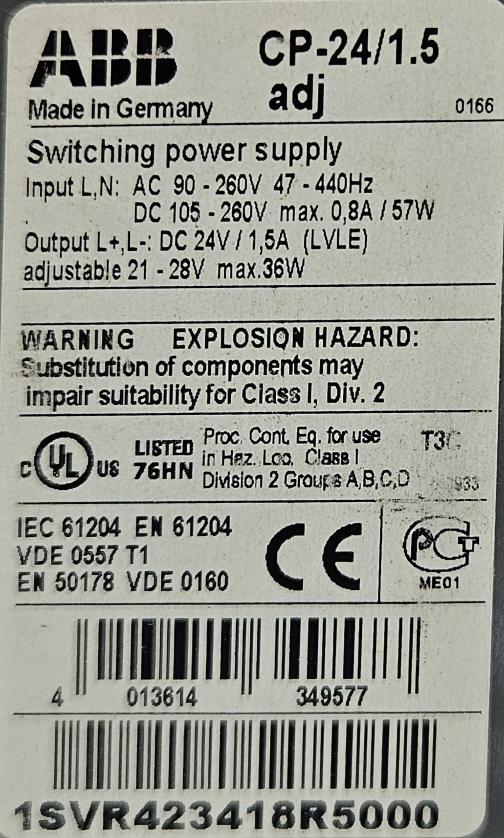 ABB
CP-24/1.5
adj
Made in Germany
0166
Switching power supply
Input L,N: AC 90 - 260V 47 - 440Hz
DC 105 - 260V max. 0,8A / 57W
Output L+,L-: DC 24V / 1,5A (LVLE)
adjustable 21 - 28V max.36W
WARNING EXPLOSION HAZARD:
Substitution of components may
impair suitability for Class I, Div. 2
C UL US LISTED 76HN
Proc. Cont. Eq. for use
in Haz. Loc. Class I
Division 2 Groups A,B,C,D
T3C
IEC 61204 EN 61204
VDE 0557 T1
EN 50178 VDE 0160
CE
PCT
ME01
4 013614 349577
1SVR423418R5000